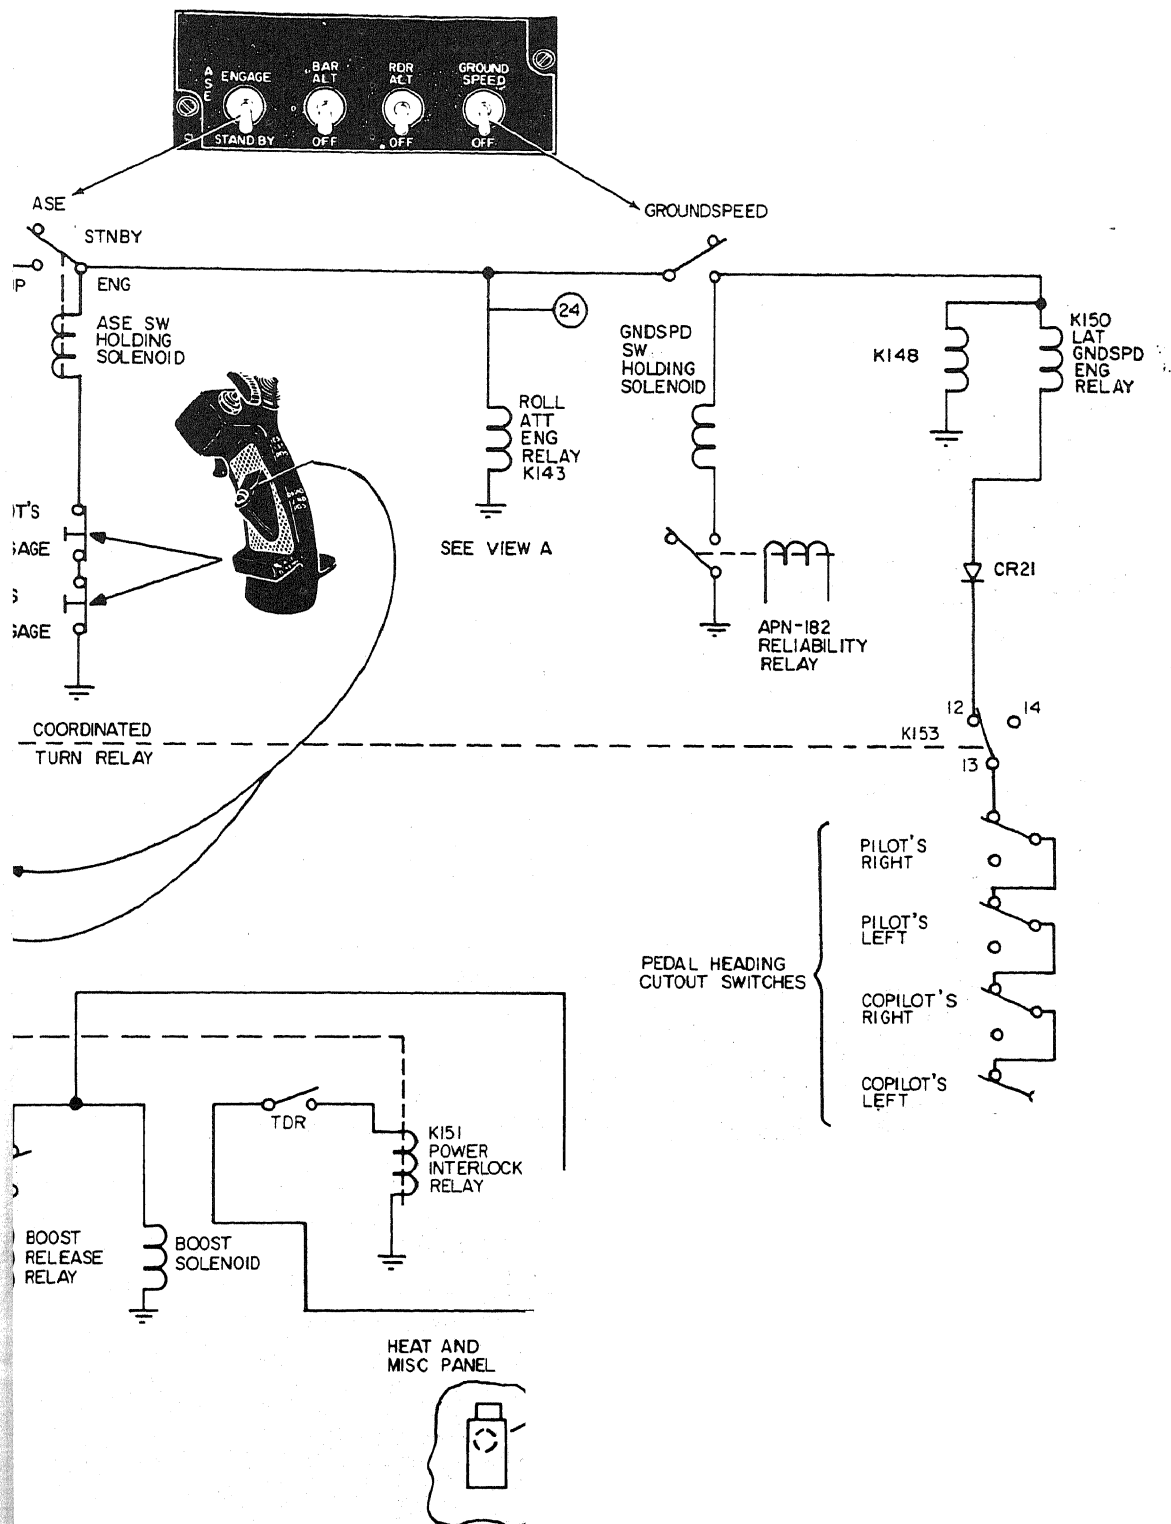 ASE
ENGAGE
BAR
ALT
RDR
ALT
GROUND
SPEED
STAND BY
OFF
OFF
OFF
ASE
STNBY
GROUNDSPEED
IP
ENG
24
ASE SW
HOLDING
SOLENOID
GNDSPD
SW
HOLDING
SOLENOID
K148
K150
LAT
GNDSPD
ENG
RELAY
ROLL
ATT
ENG
RELAY
K143
OT'S
GAGE
S
GAGE
SEE VIEW A
CR21
APN-182
RELIABILITY
RELAY
12
14
K153
13
COORDINATED
TURN RELAY
PILOT'S
RIGHT
PILOT'S
LEFT
PEDAL HEADING
CUTOUT SWITCHES
COPILOT'S
RIGHT
COPILOT'S
LEFT
TDR
K151
POWER
INTERLOCK
RELAY
BOOST
RELEASE
RELAY
BOOST
SOLENOID
HEAT AND
MISC PANEL